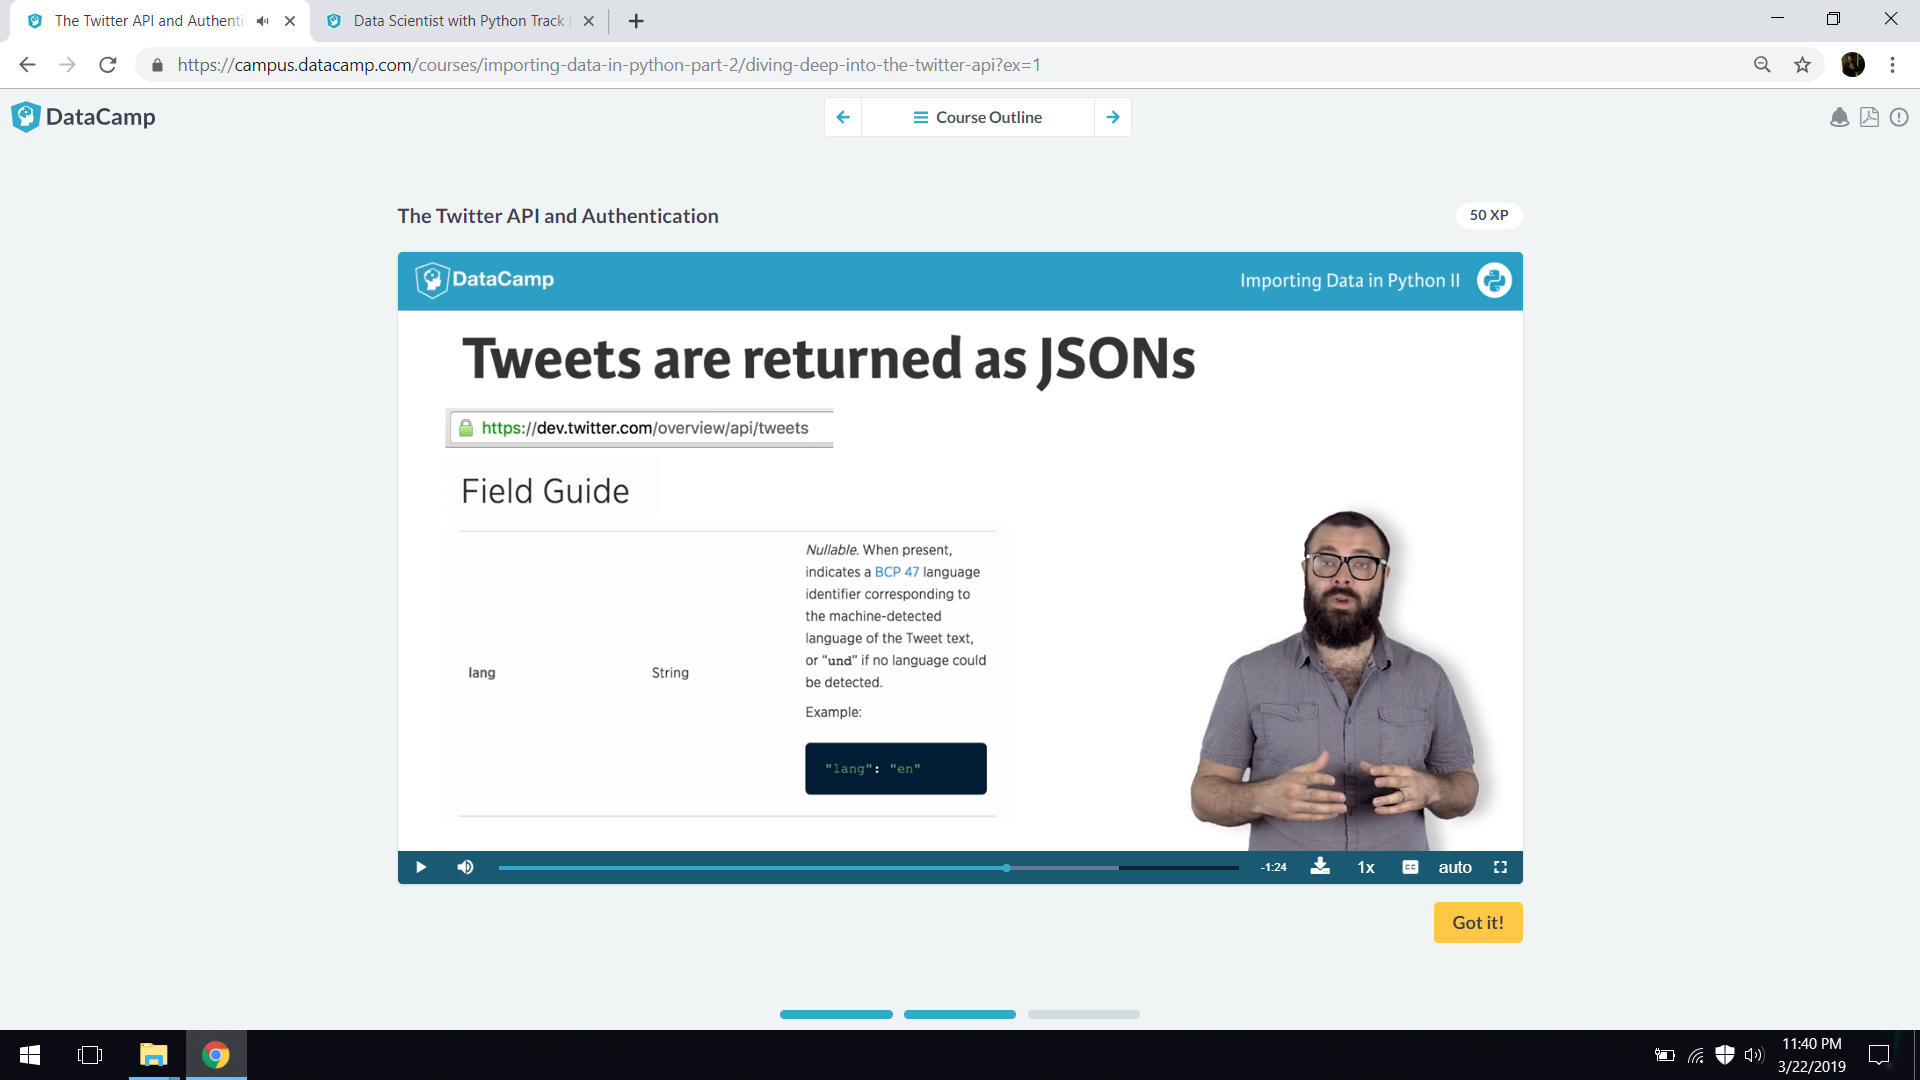 The Twitter API and Authenti
Data Scientist with Python Track
https://campus.datacamp.com/courses/importing-data-in-python-part-2/diving-deep-into-the-twitter-api?ex=1
DataCamp
Course Outline
The Twitter API and Authentication
50 XP
DataCamp
Importing Data in Python II
Tweets are returned as JSONs
https://dev.twitter.com/overview/api/tweets
Field Guide
lang
String
Nullable. When present,
indicates a BCP 47 language
identifier corresponding to
the machine-detected
language of the Tweet text,
or “und” if no language could
be detected.
Example:
"lang": "en"
-1:24
1x
CC
auto
Got it!
11:40 PM
3/22/2019